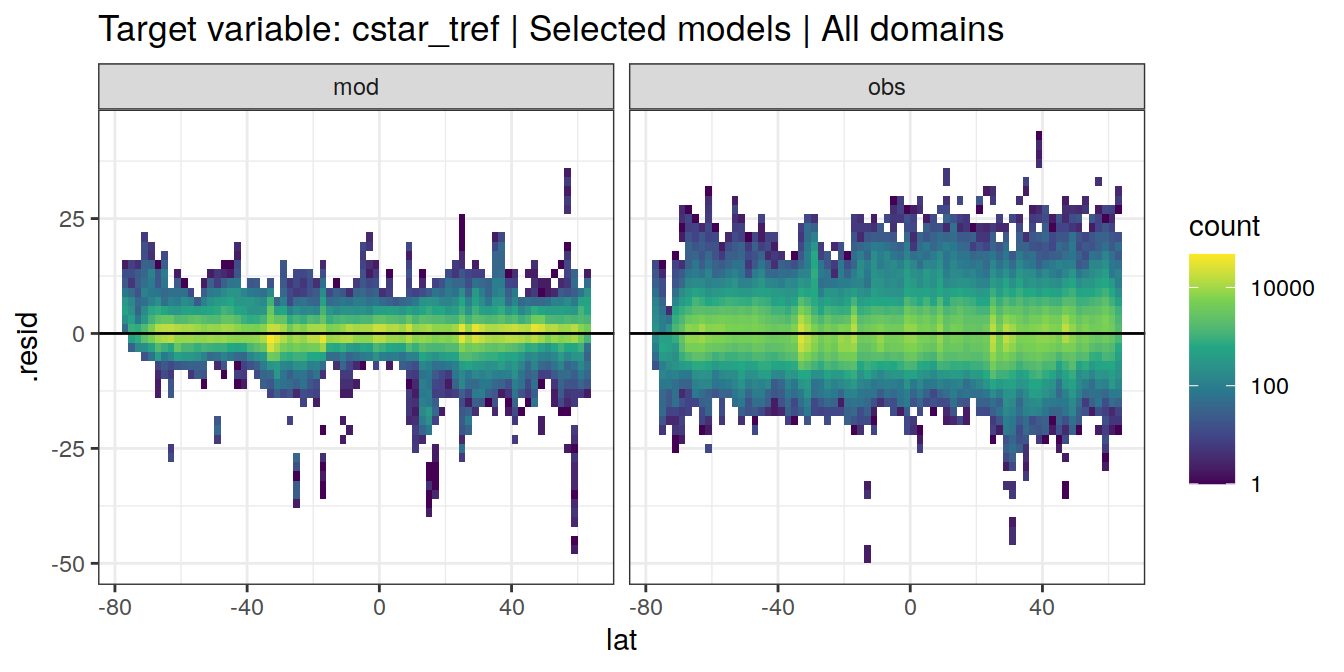 Target variable: cstar_tref | Selected models | All domains
mod
obs
.resid
25
0
-25
-50
-80
-40
0
40
-80
-40
0
40
lat
count
10000
100
1